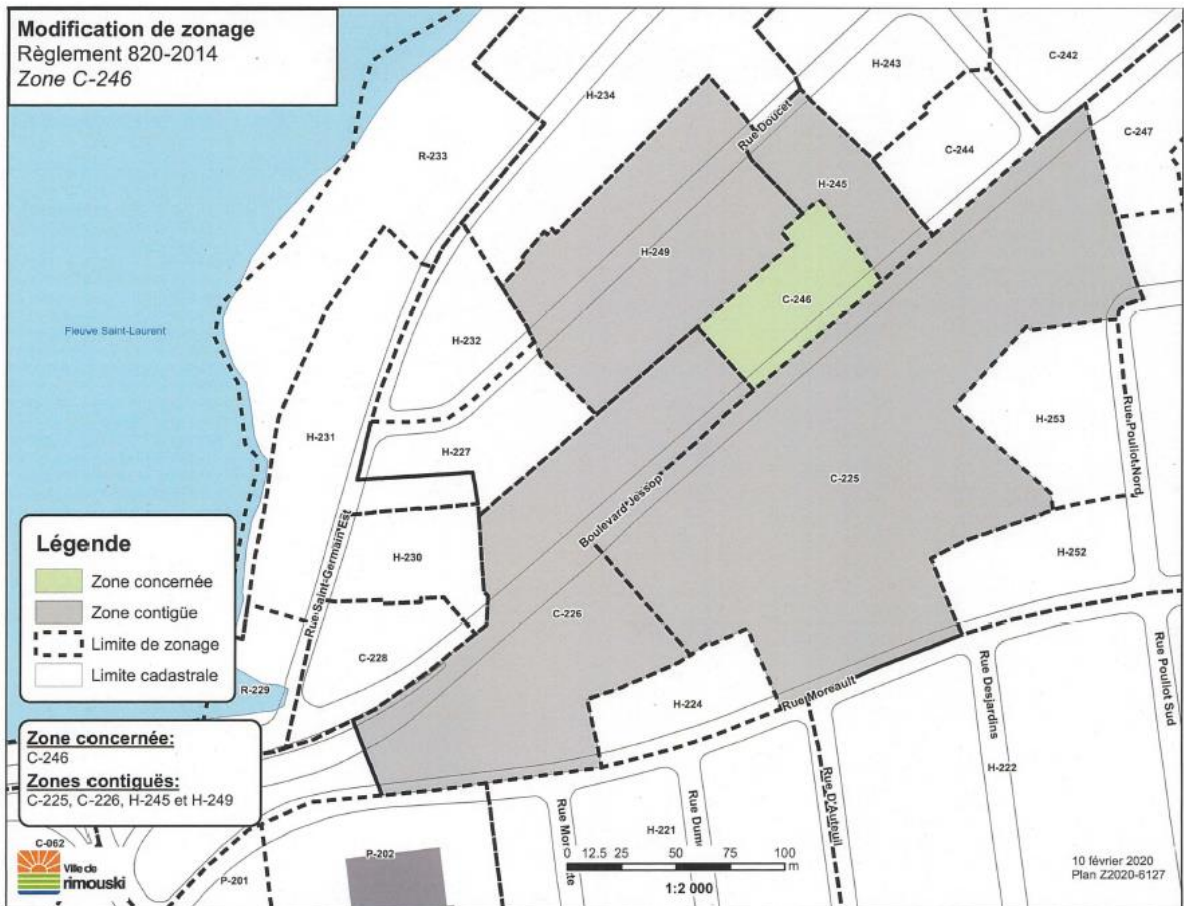 Modification de zonage
Règlement 820-2014
Zone C-246
H-243
C-242
H-234
Rue Doucet
C-247
R-233
C-244
H-245
H-249
C-246
Fleuve Saint-Laurent
H-232
Rue Pouliot Nord
H-253
H-231
H-227
C-225
Boulevard Jessop
Rue Saint-Germain Est
H-230
H-252
Légende
Zone concernée
Zone contigüe
Limite de zonage
Limite cadastrale
C-226
C-228
R-229
H-224
Rue Moreault
Rue Desjardins
Rue Pouliot Sud
Zone concernée:
C-246
Zones contiguës:
C-225, C-226, H-245 et H-249
H-222
Rue D'Auteuil
H-221
C-062
P-202
P-201
0 12.5 25 50 75 100
m
1:2 000
Ville de
rimouski
10 février 2020
Plan Z2020-6127